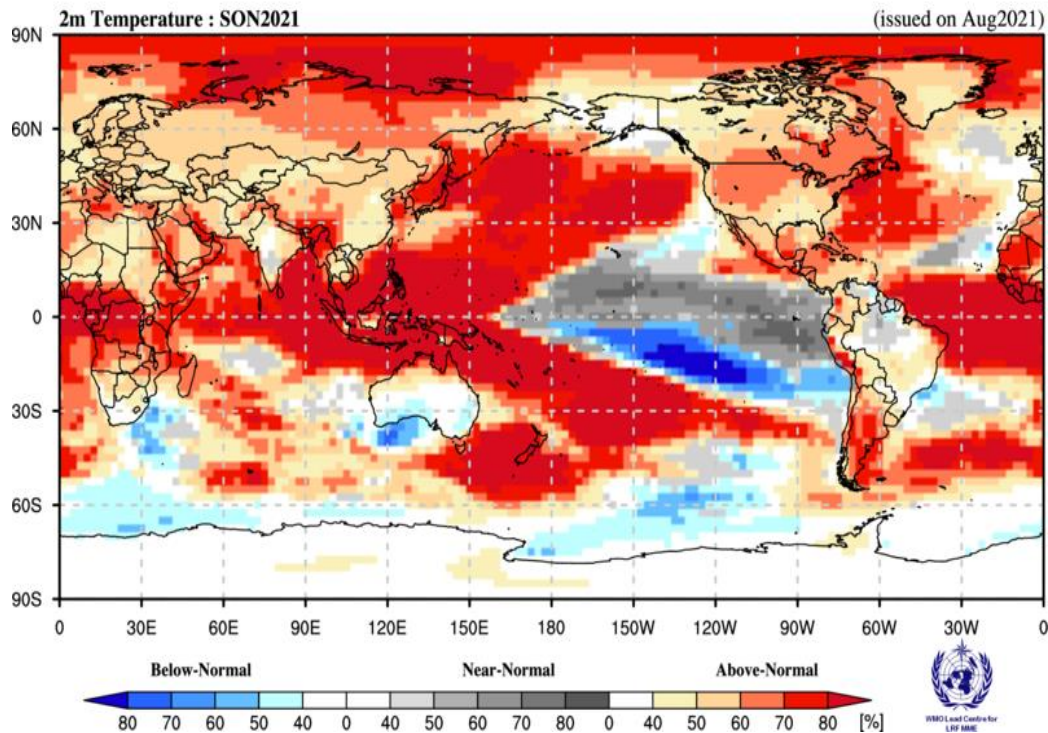 2m Temperature : SON2021 (issued on Aug2021)
90N
60N
30N
0
30S
60S
90S
0 30E 60E 90E 120E 150E 180 150W 120W 90W 60W 30W 0
Below-Normal Near-Normal Above-Normal
80 70 60 50 40 0 40 50 60 70 80 0 40 50 60 70 80 [%]
WMO Lead Centre for
LRF MME